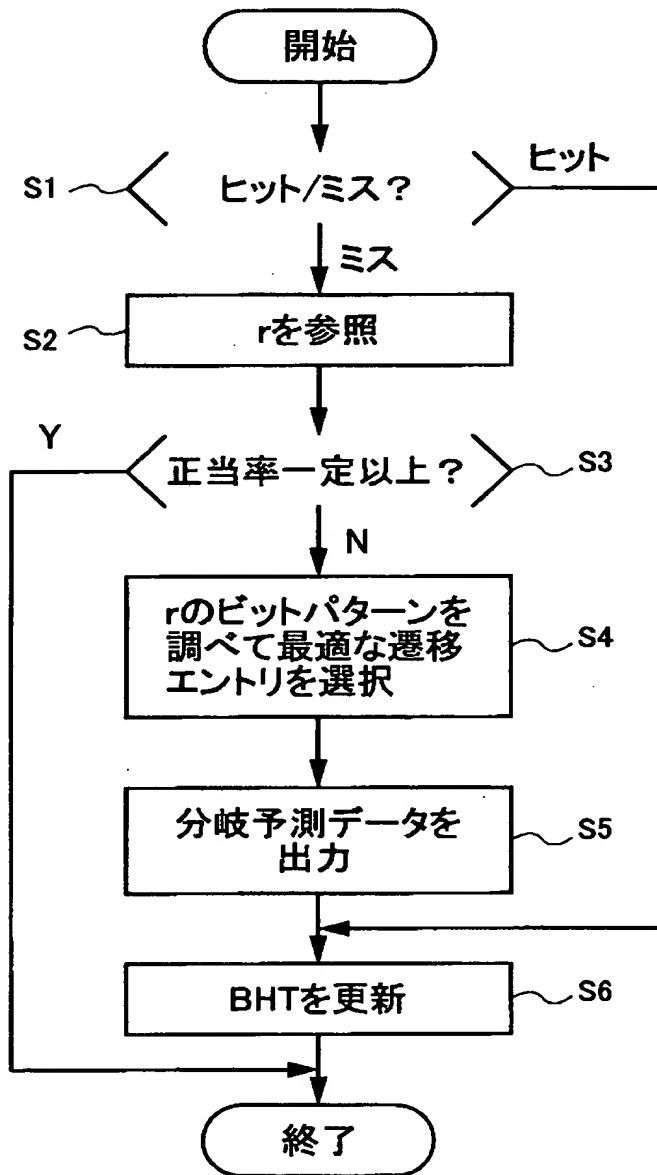 開始
S1
ヒット/ミス?
ヒット
ミス
S2
rを参照
Y
正当率一定以上?
S3
N
rのビットパターンを
調べて最適な遷移
エントリを選択
S4
分岐予測データを
出力
S5
BHTを更新
S6
終了